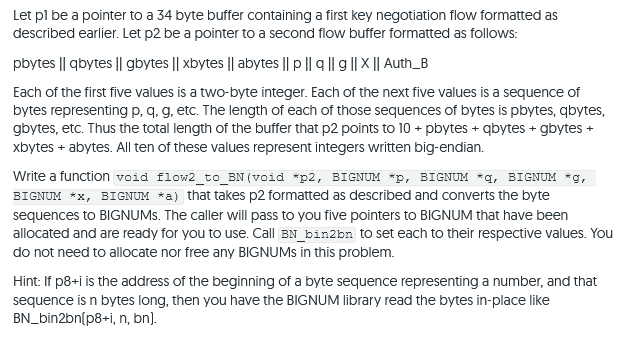 Let p1 be a pointer to a 34 byte buffer containing a first key negotiation flow formatted as
described earlier. Let p2 be a pointer to a second flow buffer formatted as follows:
pbytes || qbytes || gbytes || xbytes || abytes || p || q || g || X || Auth_B
Each of the first five values is a two-byte integer. Each of the next five values is a sequence of
bytes representing p, q, g, etc. The length of each of those sequences of bytes is pbytes, qbytes,
gbytes, etc. Thus the total length of the buffer that p2 points to 10 + pbytes + qbytes + gbytes +
xbytes + abytes. All ten of these values represent integers written big-endian.
Write a function void flow2_to_BN(void *p2, BIGNUM *p, BIGNUM *q, BIGNUM *g,
BIGNUM *x, BIGNUM *a) that takes p2 formatted as described and converts the byte
sequences to BIGNUMs. The caller will pass to you five pointers to BIGNUM that have been
allocated and are ready for you to use. Call BN_bin2bn to set each to their respective values. You
do not need to allocate nor free any BIGNUMs in this problem.
Hint: If p8+i is the address of the beginning of a byte sequence representing a number, and that
sequence is n bytes long, then you have the BIGNUM library read the bytes in-place like
BN_bin2bn(p8+i, n, bn).